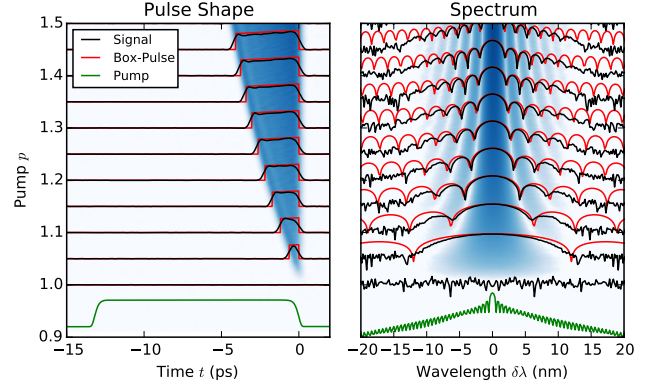 Pulse Shape
Spectrum
Signal
Box-Pulse
Pump
Pump p
1.5
1.4
1.3
1.2
1.1
1.0
0.9
−15
−10
−5
0
−20
−15
−10
−5
0
5
10
15
20
Time t (ps)
Wavelength δλ (nm)